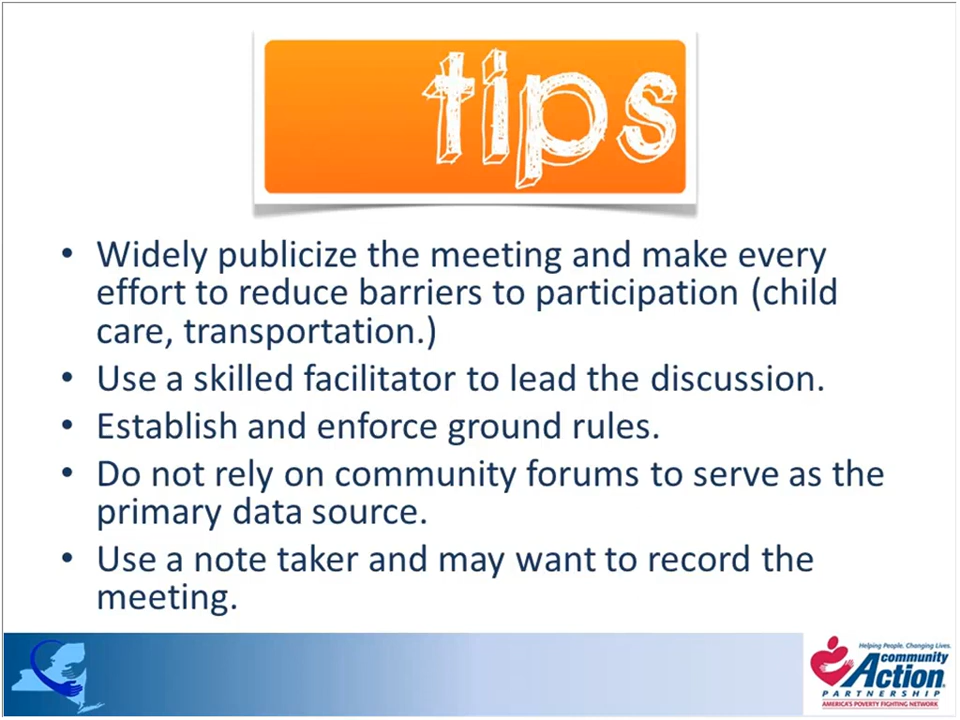 tips
• Widely publicize the meeting and make every
effort to reduce barriers to participation (child
care, transportation.)
• Use a skilled facilitator to lead the discussion.
• Establish and enforce ground rules.
• Do not rely on community forums to serve as the
primary data source.
• Use a note taker and may want to record the
meeting.
Helping People. Changing Lives.
community
Action
PARTNERSHIP
AMERICA'S POVERTY FIGHTING NETWORK